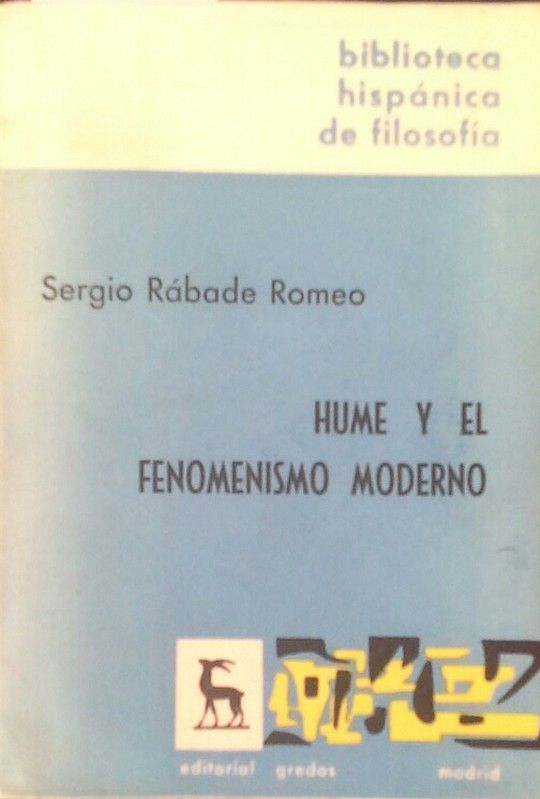 biblioteca
hispánica
de filosofía
Sergio Rábade Romeo
HUME Y EL
FENOMENISMO MODERNO
editorial gredos madrid